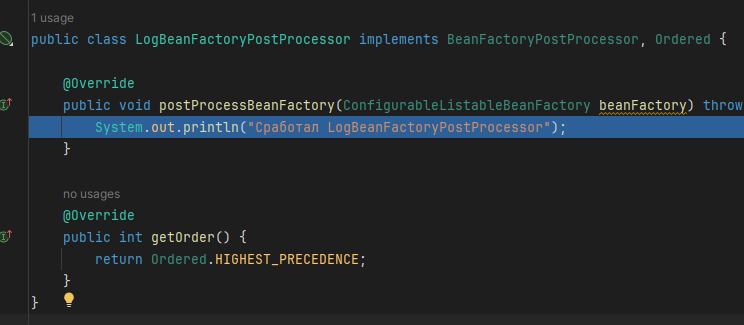 1 usage
public class LogBeanFactoryPostProcessor implements BeanFactoryPostProcessor, Ordered {
@Override
public void postProcessBeanFactory(ConfigurableListableBeanFactory beanFactory) throw
System.out.println("Сработал LogBeanFactoryPostProcessor");
}
no usages
@Override
public int getOrder() {
return Ordered.HIGHEST_PRECEDENCE;
}
}